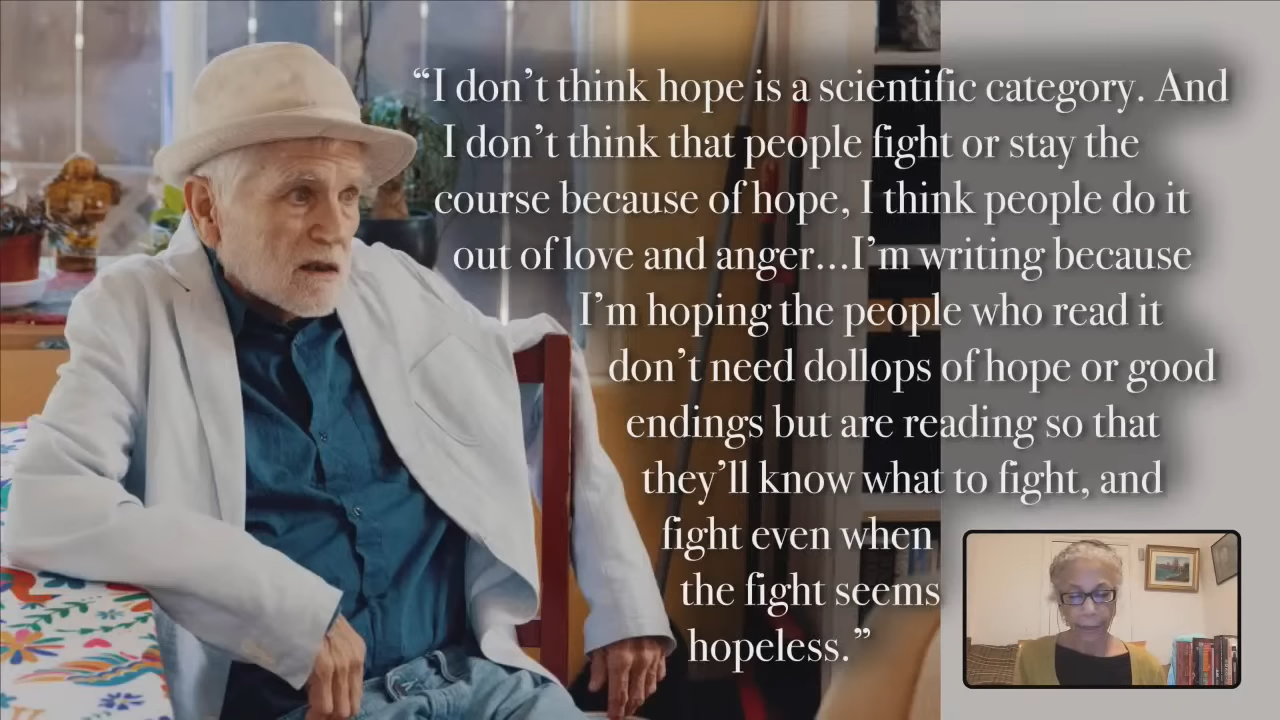 “I don’t think hope is a scientific category. And
I don’t think that people fight or stay the
course because of hope, I think people do it
out of love and anger...I’m writing because
I’m hoping the people who read it
don’t need dollops of hope or good
endings but are reading so that
they’ll know what to fight, and
fight even when
the fight seems
hopeless.”